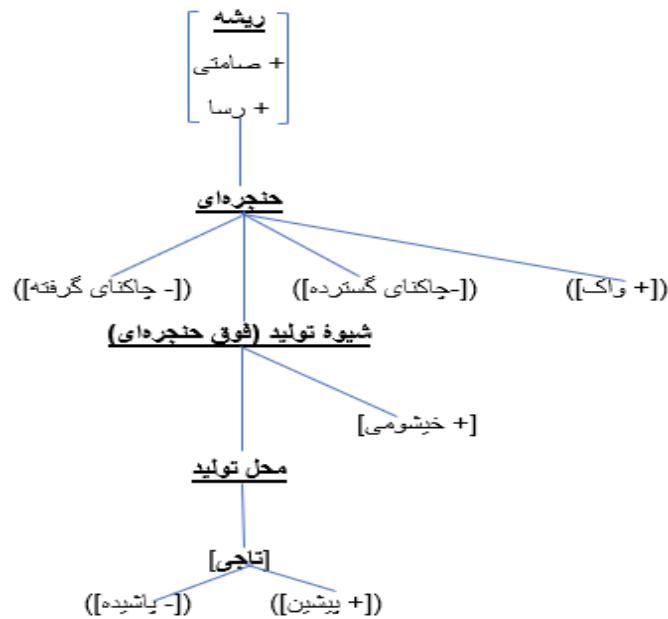 ریشه
+ صامتی
+ رسا
حنجره‌ای
([+ واک]) ([-چاکنای گسترده]) ([- چاکنای گرفته])
شیوهٔ تولید (فوق حنجره‌ای)
[+ خیشومی]
محل تولید
[تاجی]
([+ پیشین]) ([- پاشیده])